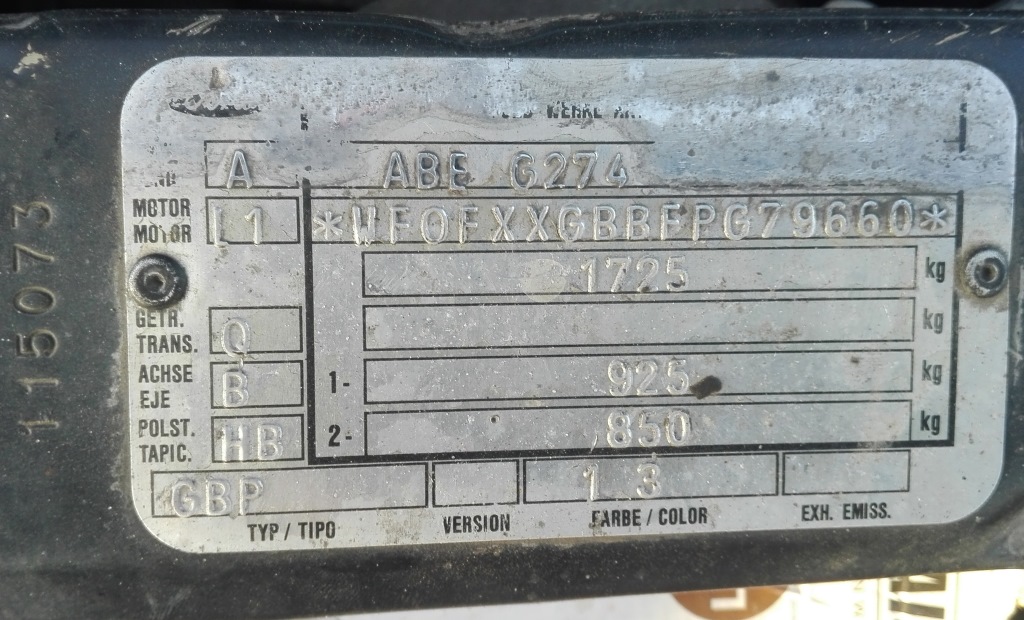 WERKE
A ABE G274
MOTOR
MOTOR L1 *WF0FXXGBBFPG79660*
1725 kg
GETR.
TRANS. Q kg
ACHSE
EJE B 1- 925 kg
POLST.
TAPIC. HB 2- 850 kg
GBP 1 3
TYP / TIPO VERSION FARBE / COLOR EXH. EMISS.
115073